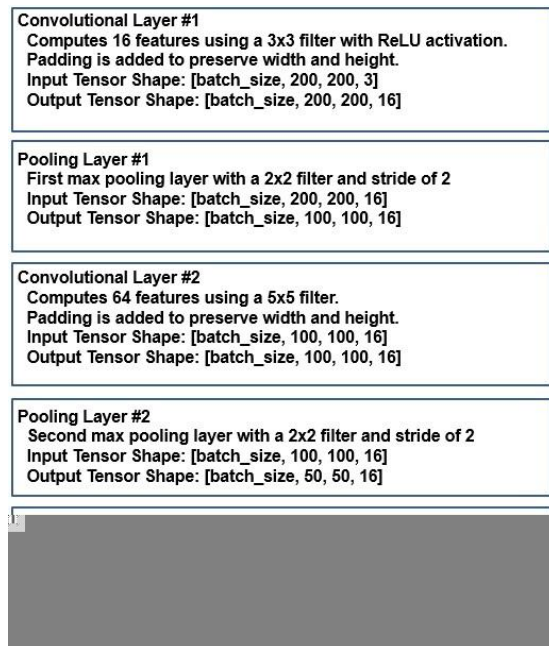 Convolutional Layer #1
Computes 16 features using a 3x3 filter with ReLU activation.
Padding is added to preserve width and height.
Input Tensor Shape: [batch_size, 200, 200, 3]
Output Tensor Shape: [batch_size, 200, 200, 16]
Pooling Layer #1
First max pooling layer with a 2x2 filter and stride of 2
Input Tensor Shape: [batch_size, 200, 200, 16]
Output Tensor Shape: [batch_size, 100, 100, 16]
Convolutional Layer #2
Computes 64 features using a 5x5 filter.
Padding is added to preserve width and height.
Input Tensor Shape: [batch_size, 100, 100, 16]
Output Tensor Shape: [batch_size, 100, 100, 16]
Pooling Layer #2
Second max pooling layer with a 2x2 filter and stride of 2
Input Tensor Shape: [batch_size, 100, 100, 16]
Output Tensor Shape: [batch_size, 50, 50, 16]